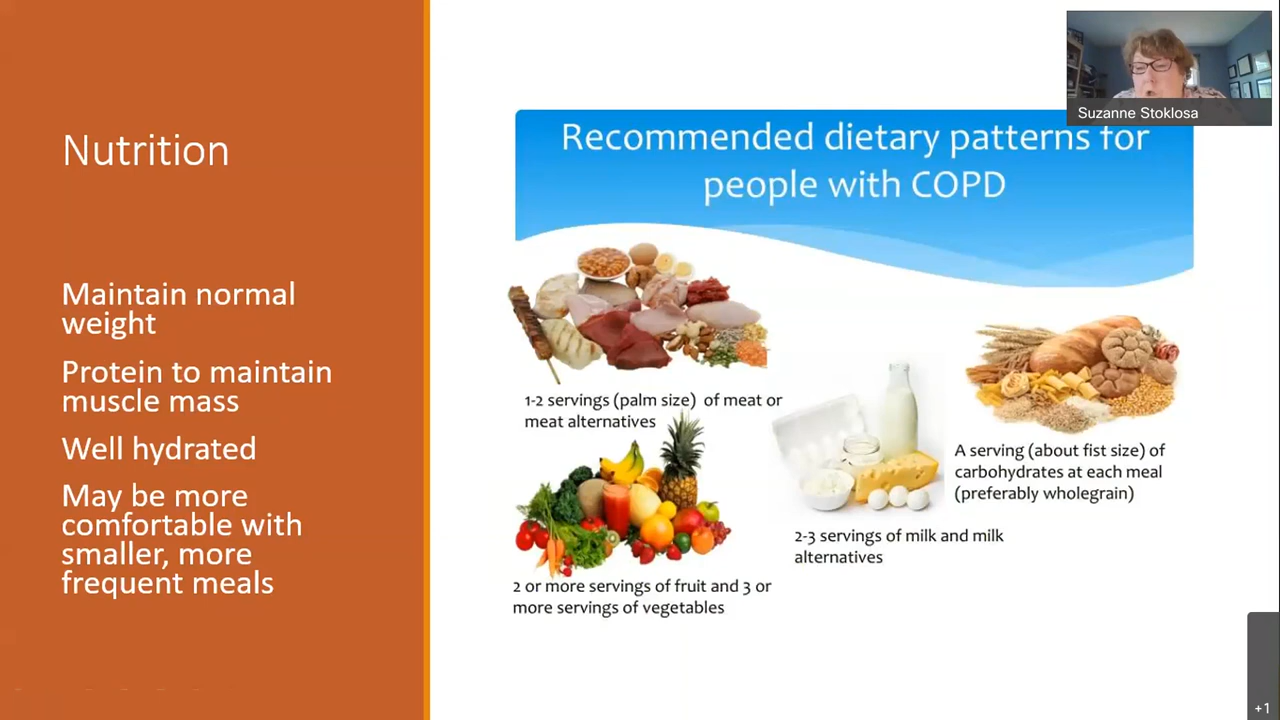 Nutrition
Maintain normal
weight
Protein to maintain
muscle mass
Well hydrated
May be more
comfortable with
smaller, more
frequent meals
Recommended dietary patterns for
people with COPD
1-2 servings (palm size) of meat or
meat alternatives
2 or more servings of fruit and 3 or
more servings of vegetables
2-3 servings of milk and milk
alternatives
A serving (about fist size) of
carbohydrates at each meal
(preferably wholegrain)
Suzanne Stoklosa
+1